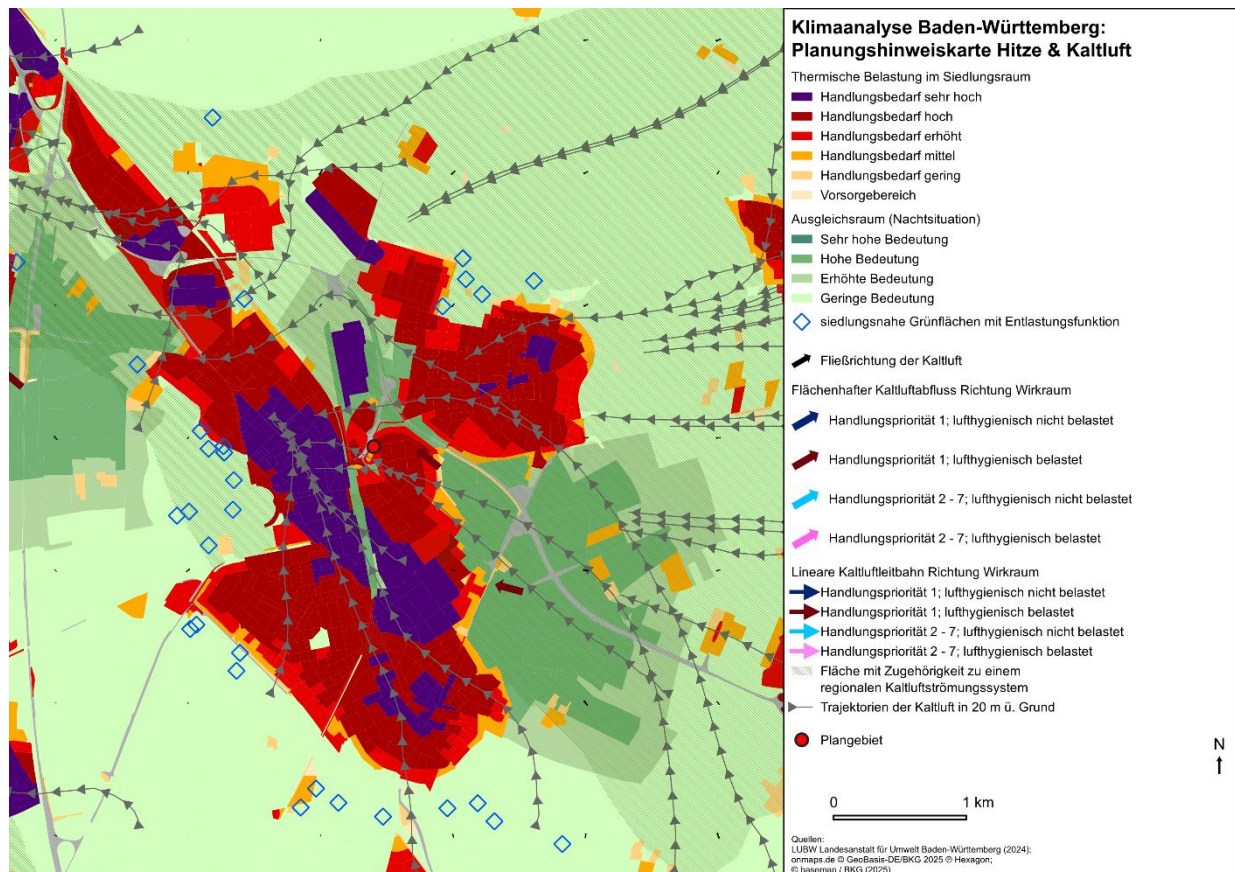 Klimaanalyse Baden-Württemberg:
Planungshinweiskarte Hitze & Kaltluft
Thermische Belastung im Siedlungsraum
Handlungsbedarf sehr hoch
Handlungsbedarf hoch
Handlungsbedarf erhöht
Handlungsbedarf mittel
Handlungsbedarf gering
Vorsorgebereich
Ausgleichsraum (Nachtsituation)
Sehr hohe Bedeutung
Hohe Bedeutung
Erhöhte Bedeutung
Geringe Bedeutung
siedlungsnahe Grünflächen mit Entlastungsfunktion
Fließrichtung der Kaltluft
Flächenhafter Kaltluftabfluss Richtung Wirkraum
Handlungspriorität 1; lufthygienisch nicht belastet
Handlungspriorität 1; lufthygienisch belastet
Handlungspriorität 2 - 7; lufthygienisch nicht belastet
Handlungspriorität 2 - 7; lufthygienisch belastet
Lineare Kaltluftleitbahn Richtung Wirkraum
Handlungspriorität 1; lufthygienisch nicht belastet
Handlungspriorität 1; lufthygienisch belastet
Handlungspriorität 2 - 7; lufthygienisch nicht belastet
Handlungspriorität 2 - 7; lufthygienisch belastet
Fläche mit Zugehörigkeit zu einem
regionalen Kaltluftströmungssystem
Trajektorien der Kaltluft in 20 m ü. Grund
Plangebiet
N
0 1 km
Quellen:
LUBW Landesanstalt für Umwelt Baden-Württemberg (2024);
onmaps.de © GeoBasis-DE/BKG 2025 ℗ Hexagon;
© baseman / BKG (2025)